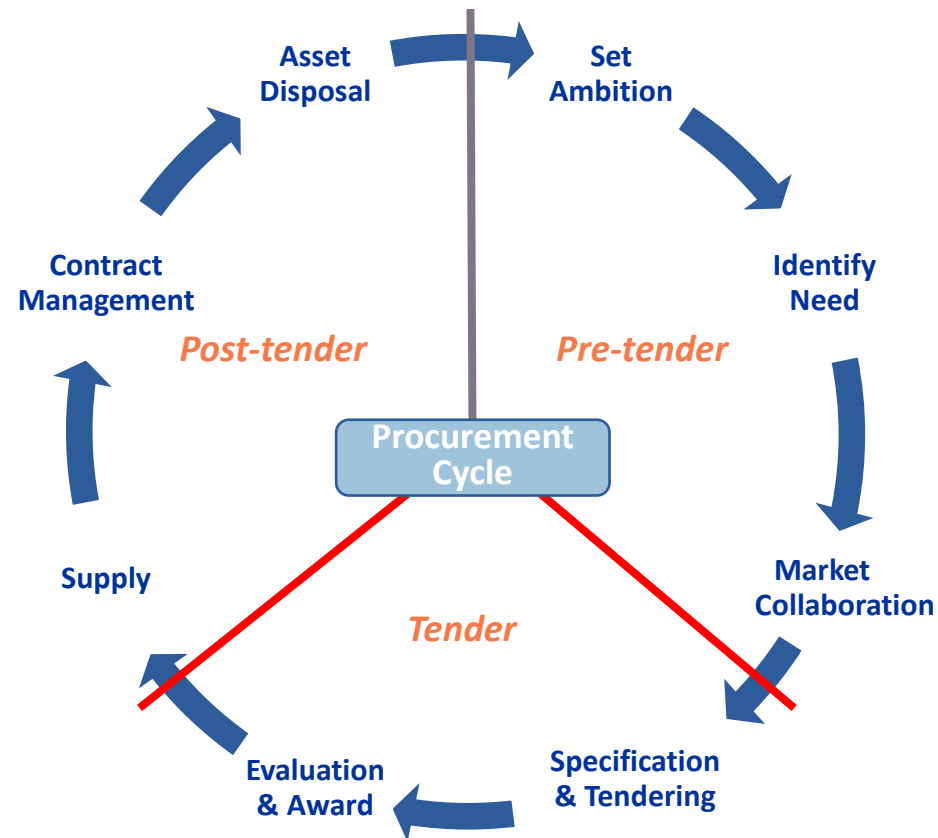 Set
Ambition
Identify
Need
Market
Collaboration
Specification
& Tendering
Evaluation
& Award
Supply
Contract
Management
Asset
Disposal
Post-tender
Pre-tender
Procurement
Cycle
Tender